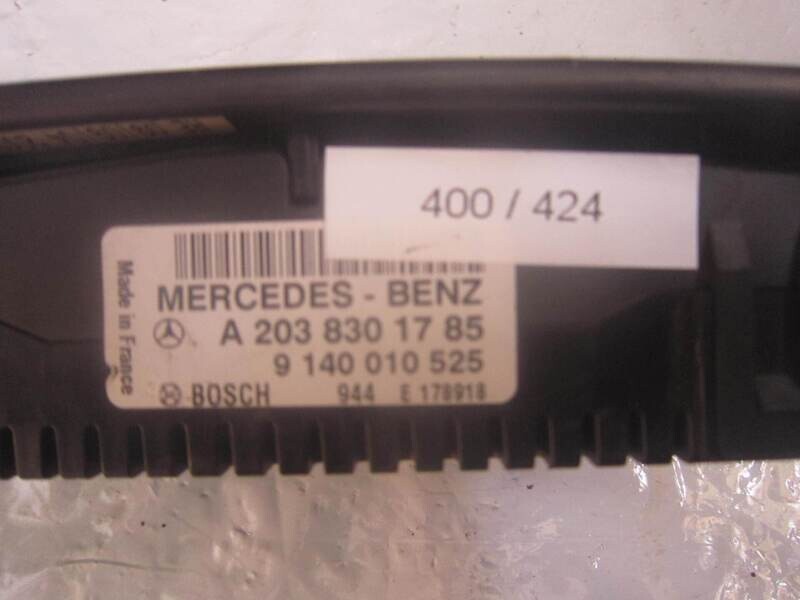 400 / 424
MERCEDES - BENZ
A 203 830 17 85
9 140 010 525
BOSCH 944 E 178918
Made in France